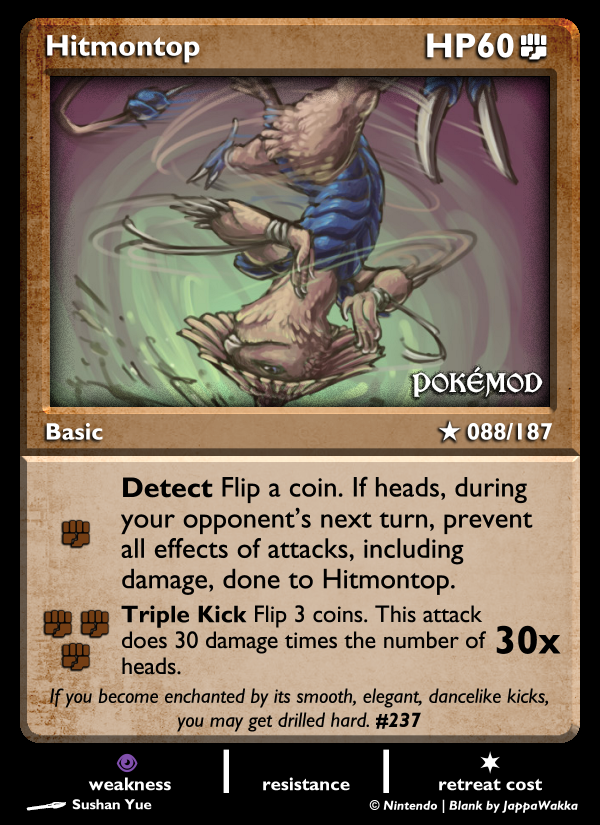 Hitmontop HP60
POKÉMOD
Basic ★ 088/187
Detect Flip a coin. If heads, during
your opponent's next turn, prevent
all effects of attacks, including
damage, done to Hitmontop.
Triple Kick Flip 3 coins. This attack
does 30 damage times the number of 30x
heads.
If you become enchanted by its smooth, elegant, dancelike kicks,
you may get drilled hard. #237
weakness resistance retreat cost
Sushan Yue © Nintendo | Blank by JappaWakka